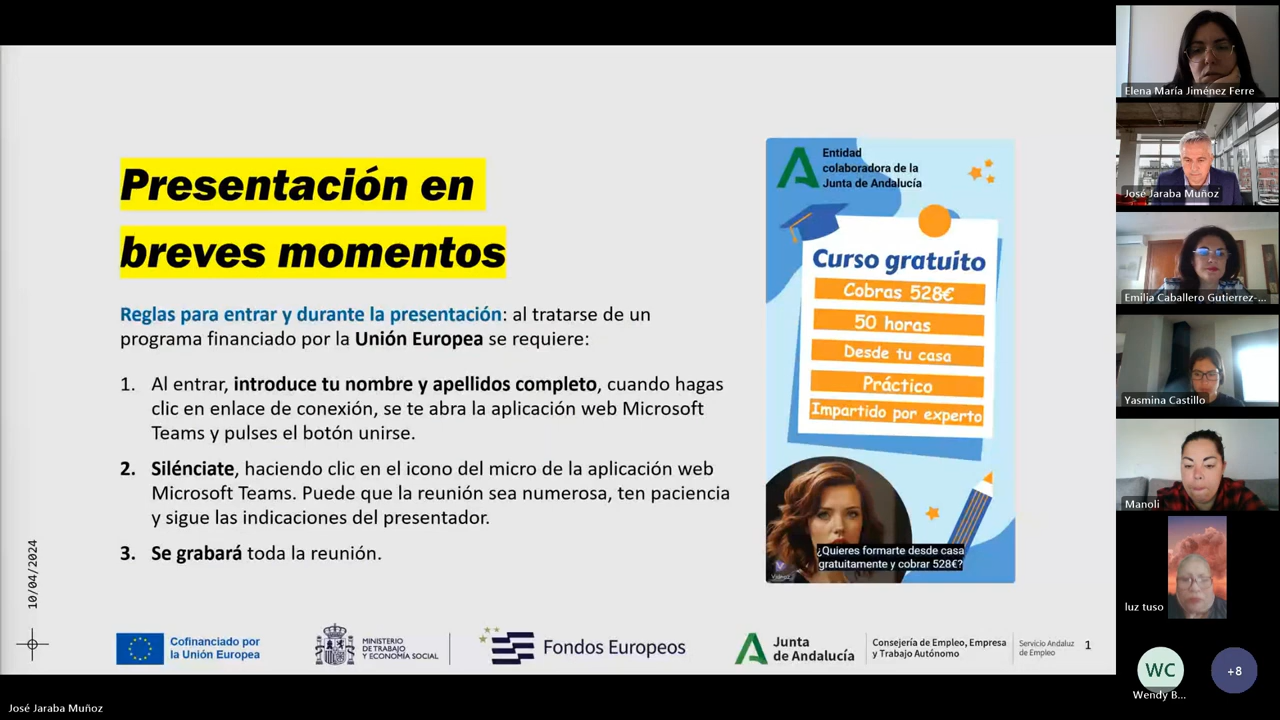 Presentación en
breves momentos
Reglas para entrar y durante la presentación: al tratarse de un
programa financiado por la Unión Europea se requiere:
1. Al entrar, introduce tu nombre y apellidos completo, cuando hagas
clic en enlace de conexión, se te abra la aplicación web Microsoft
Teams y pulses el botón unirse.
2. Silénciate, haciendo clic en el icono del micro de la aplicación web
Microsoft Teams. Puede que la reunión sea numerosa, ten paciencia
y sigue las indicaciones del presentador.
3. Se grabará toda la reunión.
10/04/2024
Entidad
colaboradora de la
Junta de Andalucía
Curso gratuito
Cobras 528€
50 horas
Desde tu casa
Práctico
Impartido por experto
¿Quieres formarte desde casa
gratuitamente y cobrar 528€?
Cofinanciado por
la Unión Europea
MINISTERIO
DE TRABAJO
Y ECONOMÍA SOCIAL
Fondos Europeos
Junta
de Andalucía
Consejería de Empleo, Empresa
y Trabajo Autónomo
Servicio Andaluz
de Empleo
1
José Jaraba Muñoz
Elena María Jiménez Ferre
José Jaraba Muñoz
Emilia Caballero Gutierrez-...
Yasmina Castillo
Manoli
luz tuso
WC
Wendy B...
+8